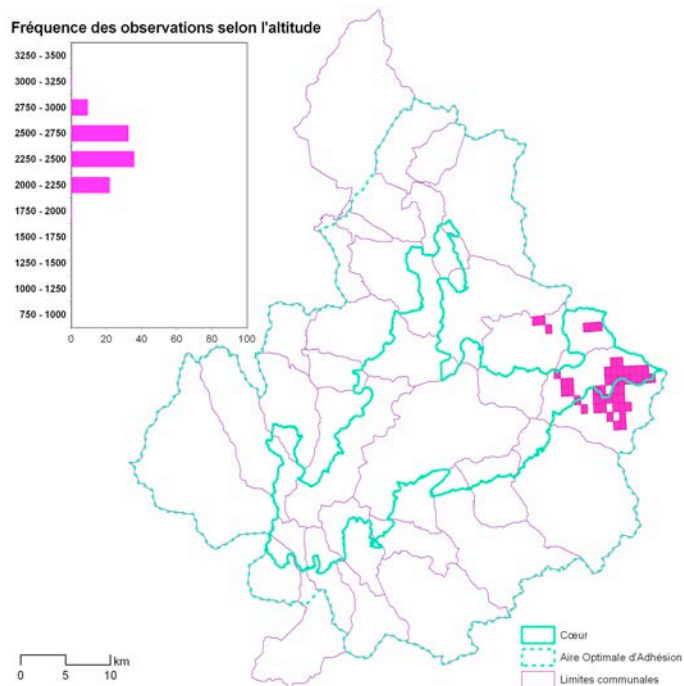 Fréquence des observations selon l'altitude
3250 - 3500
3000 - 3250
2750 - 3000
2500 - 2750
2250 - 2500
2000 - 2250
1750 - 2000
1500 - 1750
1250 - 1500
1000 - 1250
750 - 1000
0 20 40 60 80 100
Cœur
Aire Optimale d'Adhésion
Limites communales
0 5 10 km